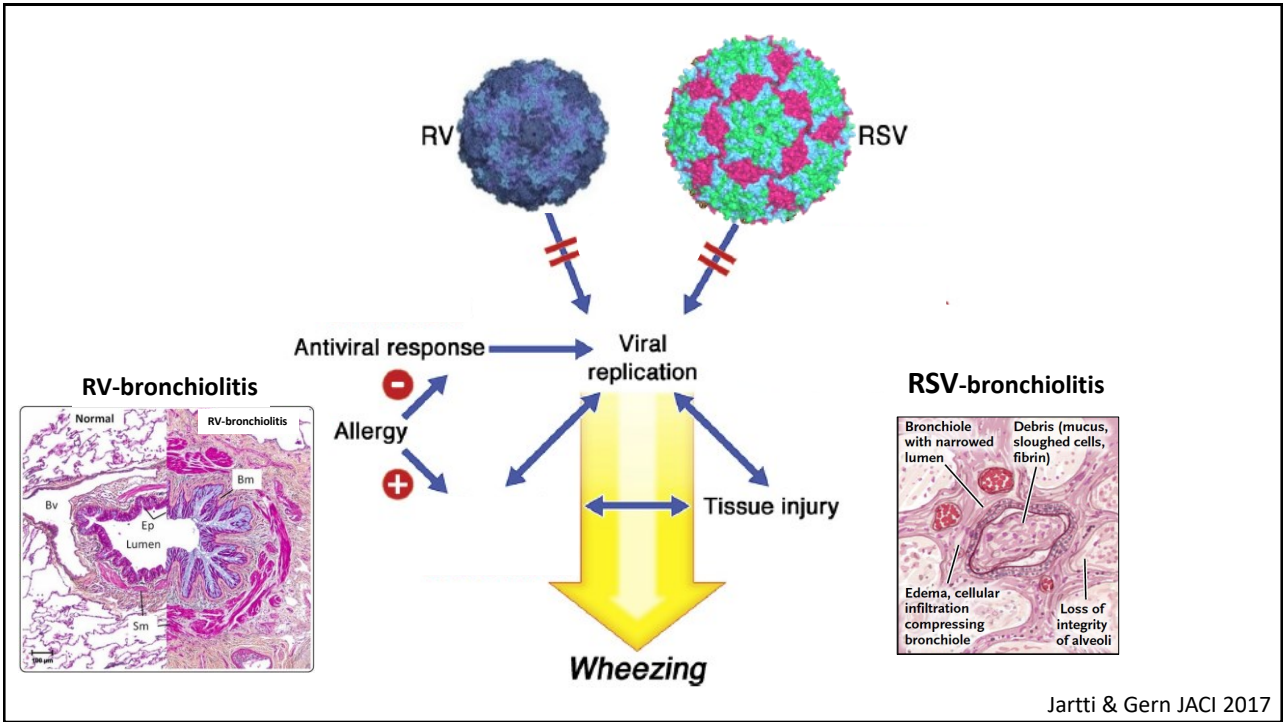 RV
RSV
Antiviral response
Viral
replication
Allergy
Tissue injury
Wheezing
RV-bronchiolitis
Normal
RV-bronchiolitis
Bm
Bv
Ep
Lumen
Sm
100 µm
RSV-bronchiolitis
Bronchiole
with narrowed
lumen
Debris (mucus,
sloughed cells,
fibrin)
Edema, cellular
infiltration
compressing
bronchiole
Loss of
integrity
of alveoli
Jartti & Gern JACI 2017